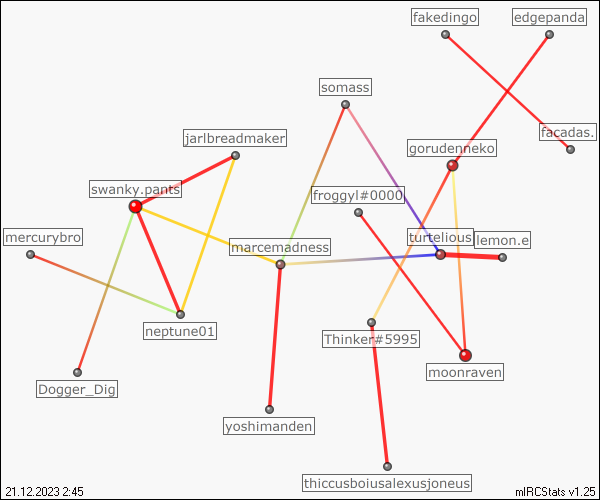 fakedingo
edgepanda
somass
facadas.
jarlbreadmaker
gorudenneko
swanky.pants
froggyl#0000
mercurybro
marcemadness
turtelious
lemon.e
neptune01
Thinker#5995
moonraven
Dogger_Dig
yoshimanden
thiccusboiusalexusjoneus
21.12.2023 2:45
mIRCStats v1.25